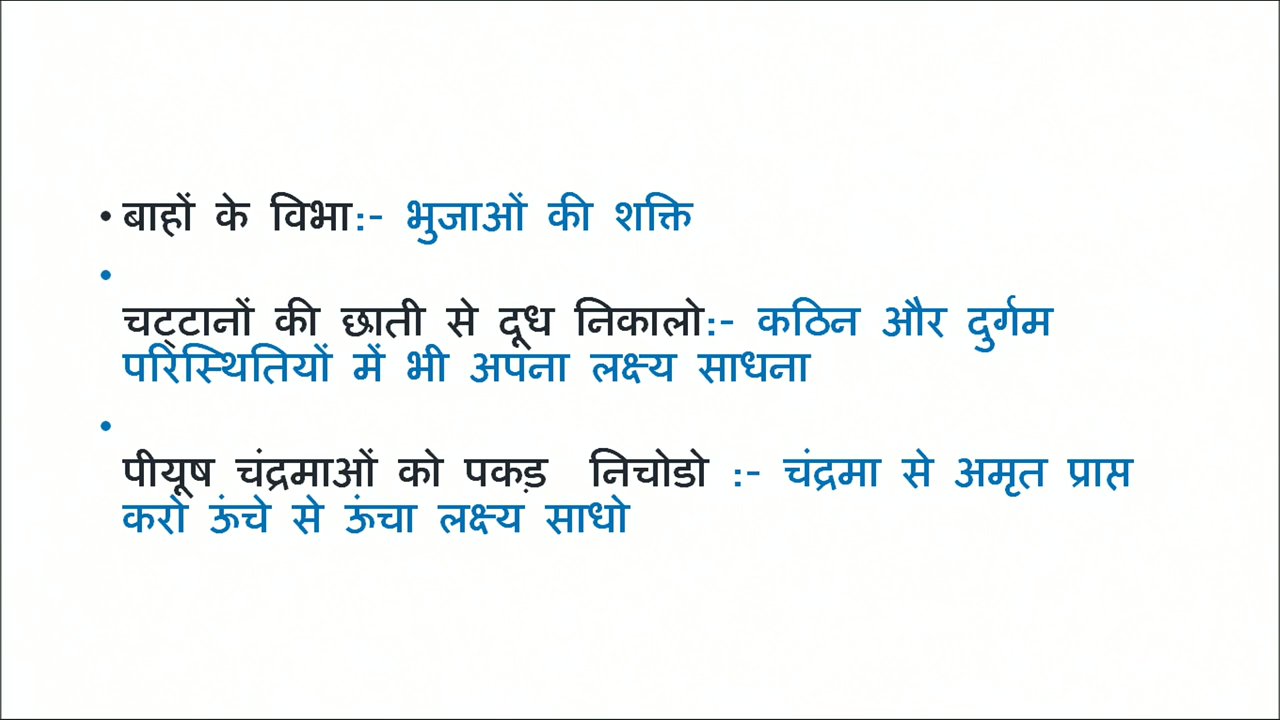 • बाहों के विभा:- भुजाओं की शक्ति
•
चट्टानों की छाती से दूध निकालो:- कठिन और दुर्गम
परिस्थितियों में भी अपना लक्ष्य साधना
•
पीयूष चंद्रमाओं को पकड़ निचोडो :- चंद्रमा से अमृत प्राप्त
करो ऊंचे से ऊंचा लक्ष्य साधो